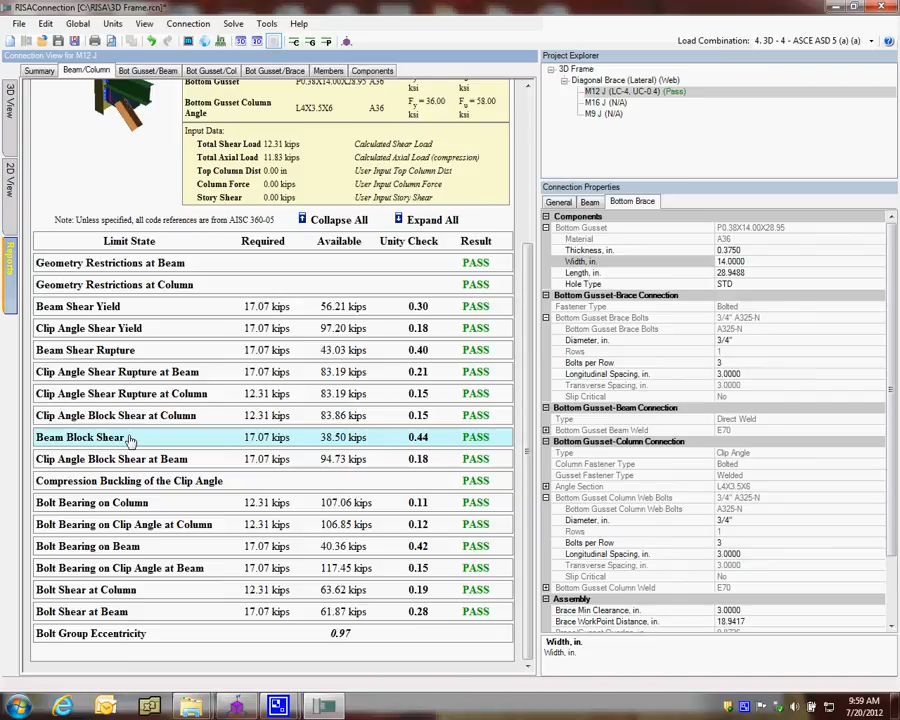 RISAConnection [C:\RISA\3D Frame.rcn]*
File Edit Global Units View Connection Solve Tools Help
Load Combination: 4. 3D - 4 - ASCE ASD 5 (a) (a)
Connection View for M12 J
Summary Beam/Column Bot Gusset/Beam Bot Gusset/Col Bot Gusset/Brace Members Components
3D View
2D View
Reports
Bottom Gusset P0.38X14.00X28.95 A36
ksi ksi
Bottom Gusset Column Angle L4X3.5X6 A36 Fy = 36.00 ksi Fu = 58.00 ksi
Input Data:
Total Shear Load 12.31 kips Calculated Shear Load
Total Axial Load 11.83 kips Calculated Axial Load (compression)
Top Column Dist 0.00 in User Input Top Column Dist
Column Force 0.00 kips User Input Column Force
Story Shear 0.00 kips User Input Story Shear
Note: Unless specified, all code references are from AISC 360-05 Collapse All Expand All
Limit State Required Available Unity Check Result
Geometry Restrictions at Beam PASS
Geometry Restrictions at Column PASS
Beam Shear Yield 17.07 kips 56.21 kips 0.30 PASS
Clip Angle Shear Yield 17.07 kips 97.20 kips 0.18 PASS
Beam Shear Rupture 17.07 kips 43.03 kips 0.40 PASS
Clip Angle Shear Rupture at Beam 17.07 kips 83.19 kips 0.21 PASS
Clip Angle Shear Rupture at Column 12.31 kips 83.19 kips 0.15 PASS
Clip Angle Block Shear at Column 12.31 kips 83.86 kips 0.15 PASS
Beam Block Shear 17.07 kips 38.50 kips 0.44 PASS
Clip Angle Block Shear at Beam 17.07 kips 94.73 kips 0.18 PASS
Compression Buckling of the Clip Angle PASS
Bolt Bearing on Column 12.31 kips 107.06 kips 0.11 PASS
Bolt Bearing on Clip Angle at Column 12.31 kips 106.85 kips 0.12 PASS
Bolt Bearing on Beam 17.07 kips 40.36 kips 0.42 PASS
Bolt Bearing on Clip Angle at Beam 17.07 kips 117.45 kips 0.15 PASS
Bolt Shear at Column 12.31 kips 63.62 kips 0.19 PASS
Bolt Shear at Beam 17.07 kips 61.87 kips 0.28 PASS
Bolt Group Eccentricity 0.97
Project Explorer
3D Frame
Diagonal Brace (Lateral) (Web)
M12 J (LC-4, UC-0.4) (Pass)
M16 J (N/A)
M9 J (N/A)
Connection Properties
General Beam Bottom Brace
Components
Bottom Gusset P0.38X14.00X28.95
Material A36
Thickness, in. 0.3750
Width, in. 14.0000
Length, in. 28.9488
Hole Type STD
Bottom Gusset-Brace Connection
Fastener Type Bolted
Bottom Gusset Brace Bolts 3/4" A325-N
Bottom Gusset Brace Bolts A325-N
Diameter, in. 3/4"
Rows 1
Bolts per Row 3
Longitudinal Spacing, in. 3.0000
Transverse Spacing, in. 3.0000
Slip Critical No
Bottom Gusset-Beam Connection
Type Direct Weld
Bottom Gusset Beam Weld E70
Bottom Gusset-Column Connection
Type Clip Angle
Column Fastener Type Bolted
Gusset Fastener Type Welded
Angle Section L4X3.5X6
Bottom Gusset Column Web Bolts 3/4" A325-N
Bottom Gusset Column Web Bolts A325-N
Diameter, in. 3/4"
Rows 1
Bolts per Row 3
Longitudinal Spacing, in. 3.0000
Transverse Spacing, in. 3.0000
Slip Critical No
Bottom Gusset Column Weld E70
Assembly
Brace Min Clearance, in. 3.0000
Brace WorkPoint Distance, in. 18.9417
Width, in.
Width, in.
9:59 AM
7/20/2012